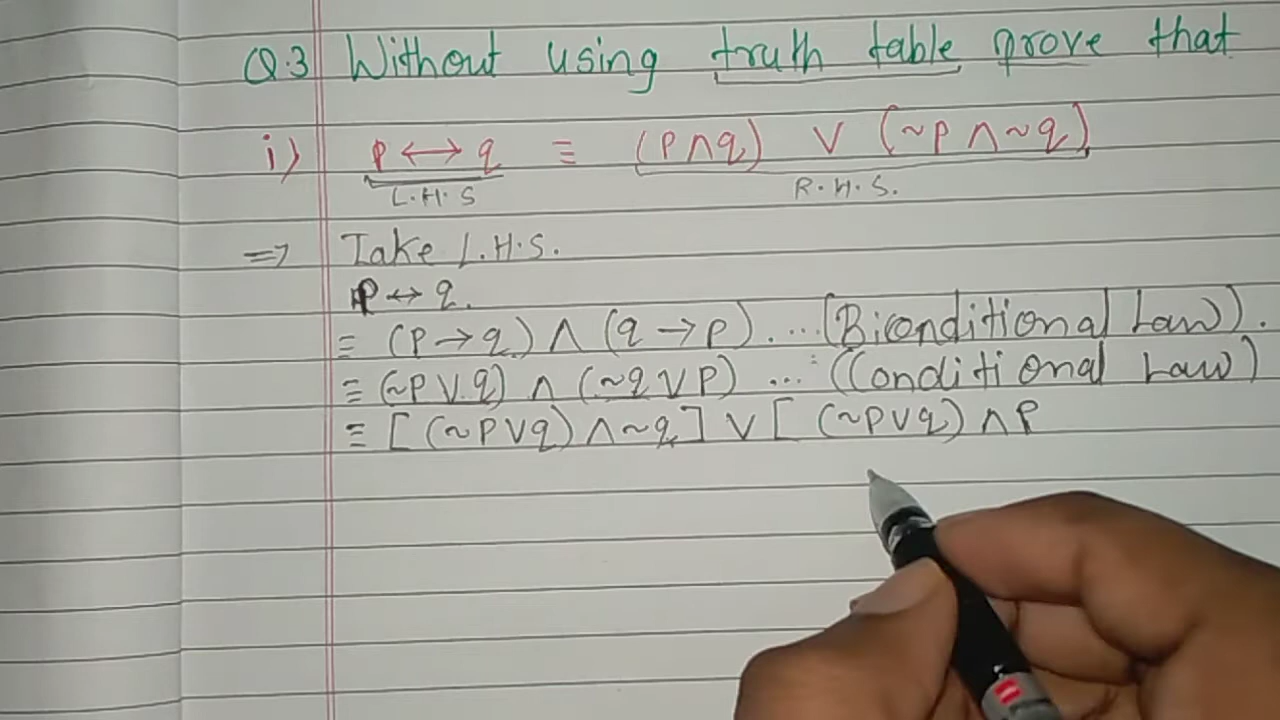 Q.3 Without using truth table prove that
i) p ↔ q ≡ (p∧q) ∨ (~p ∧ ~q)
L.H.S R.H.S.
⇒ Take L.H.S.
p ↔ q.
≡ (p → q) ∧ (q → p). ...(Biconditional Law).
≡ (~p ∨ q) ∧ (~q ∨ p) ... (Conditional Law)
≡ [ (~p ∨ q) ∧ ~q ] ∨ [ (~p ∨ q) ∧ p